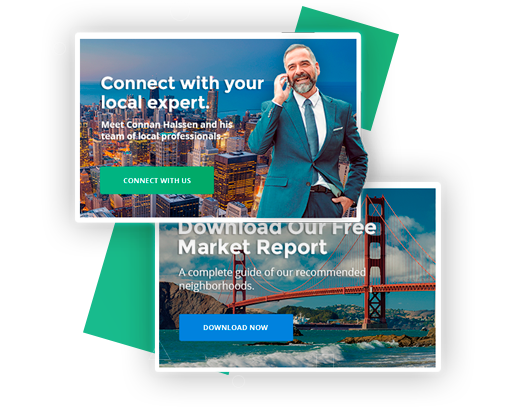 Connect with your
local expert.
Meet Connan Halssen and his
team of local professionals.
CONNECT WITH US
Download Our Free
Market Report
A complete guide of our recommended
neighborhoods.
DOWNLOAD NOW